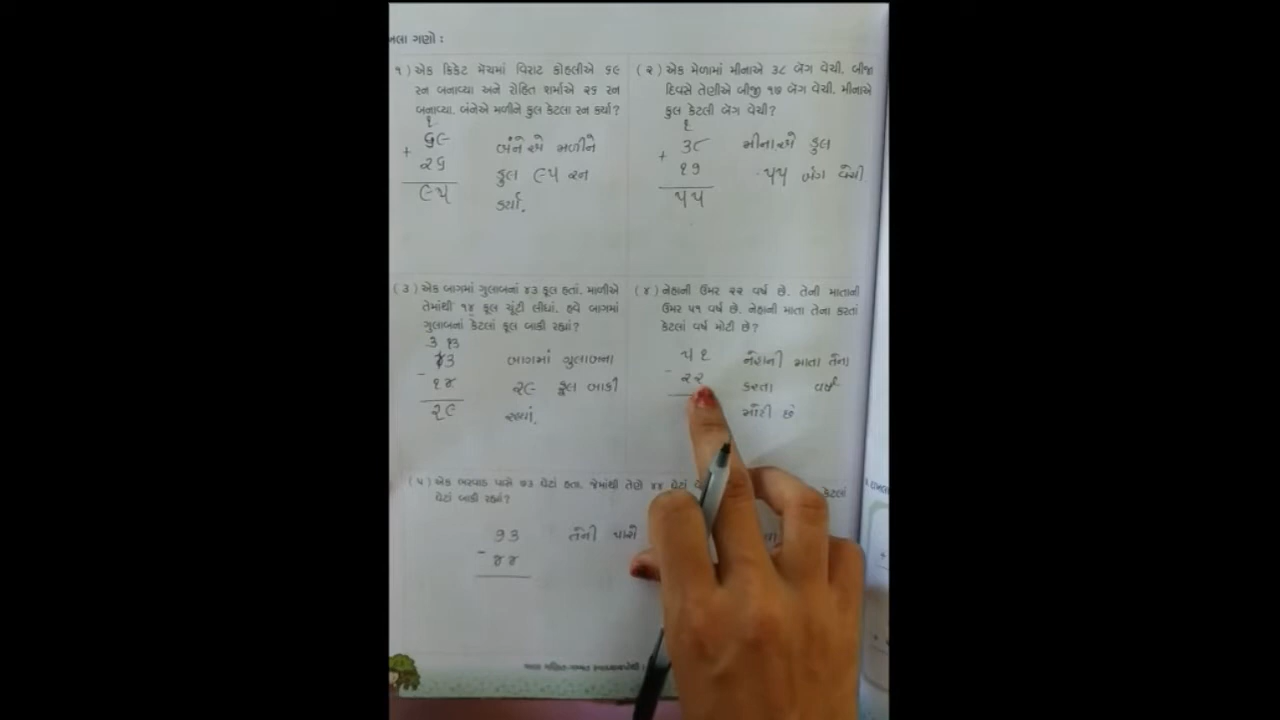 ખલા ગણો :
૧) એક ક્રિકેટ મેચમાં વિરાટ કોહલીએ ૬૯
રન બનાવ્યા અને રોહિત શર્માએ ૨૬ રન
બનાવ્યા. બંનેએ મળીને કુલ કેટલા રન કર્યા?
૧
૬૯
+
૨૬
૯૫
બંનેએ મળીને
કુલ ૯૫ રન
કર્યા.
(૨) એક મેળામાં મીનાએ ૩૮ બૅગ વેચી. બીજા
દિવસે તેણીએ બીજી ૧૭ બૅગ વેચી. મીનાએ
કુલ કેટલી બૅગ વેચી?
૧
૩૮
+
૧૭
૫૫
મીનાએ કુલ
૫૫ બેગ વેચી
(૩) એક બાગમાં ગુલાબનાં ૪૩ ફૂલ હતાં. માળીએ
તેમાંથી ૧૪ ફૂલ ચૂંટી લીધાં. હવે બાગમાં
ગુલાબનાં કેટલાં ફૂલ બાકી રહ્યાં?
૩ ૧૩
૪૩
-
૧૪
૨૯
બાગમાં ગુલાબના
૨૯ ફૂલ બાકી
રહ્યાં.
(૪) નેહાની ઉંમર ૨૨ વર્ષ છે. તેની માતાની
ઉંમર ૫૧ વર્ષ છે. નેહાની માતા તેના કરતાં
કેટલાં વર્ષ મોટી છે?
૫૧
-
૨૨
નેહાની માતા તેના
કરતા વર્ષ
મોટી છે
(૫) એક ભરવાડ પાસે ૭૩ ઘેટાં હતા. જેમાંથી તેણે ૪૪ ઘેટાં
કેટલાં
ઘેટાં બાકી રહ્યાં?
૭૩
-
૪૪
તેની પાસે